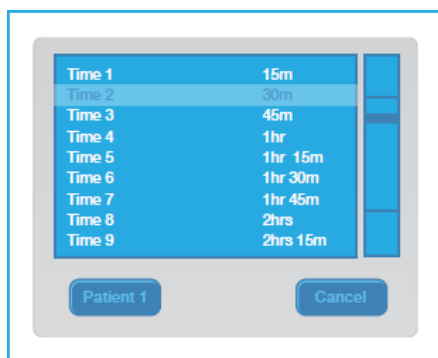 Time 1 15m
Time 2 30m
Time 3 45m
Time 4 1hr
Time 5 1hr 15m
Time 6 1hr 30m
Time 7 1hr 45m
Time 8 2hrs
Time 9 2hrs 15m
Patient 1 Cancel